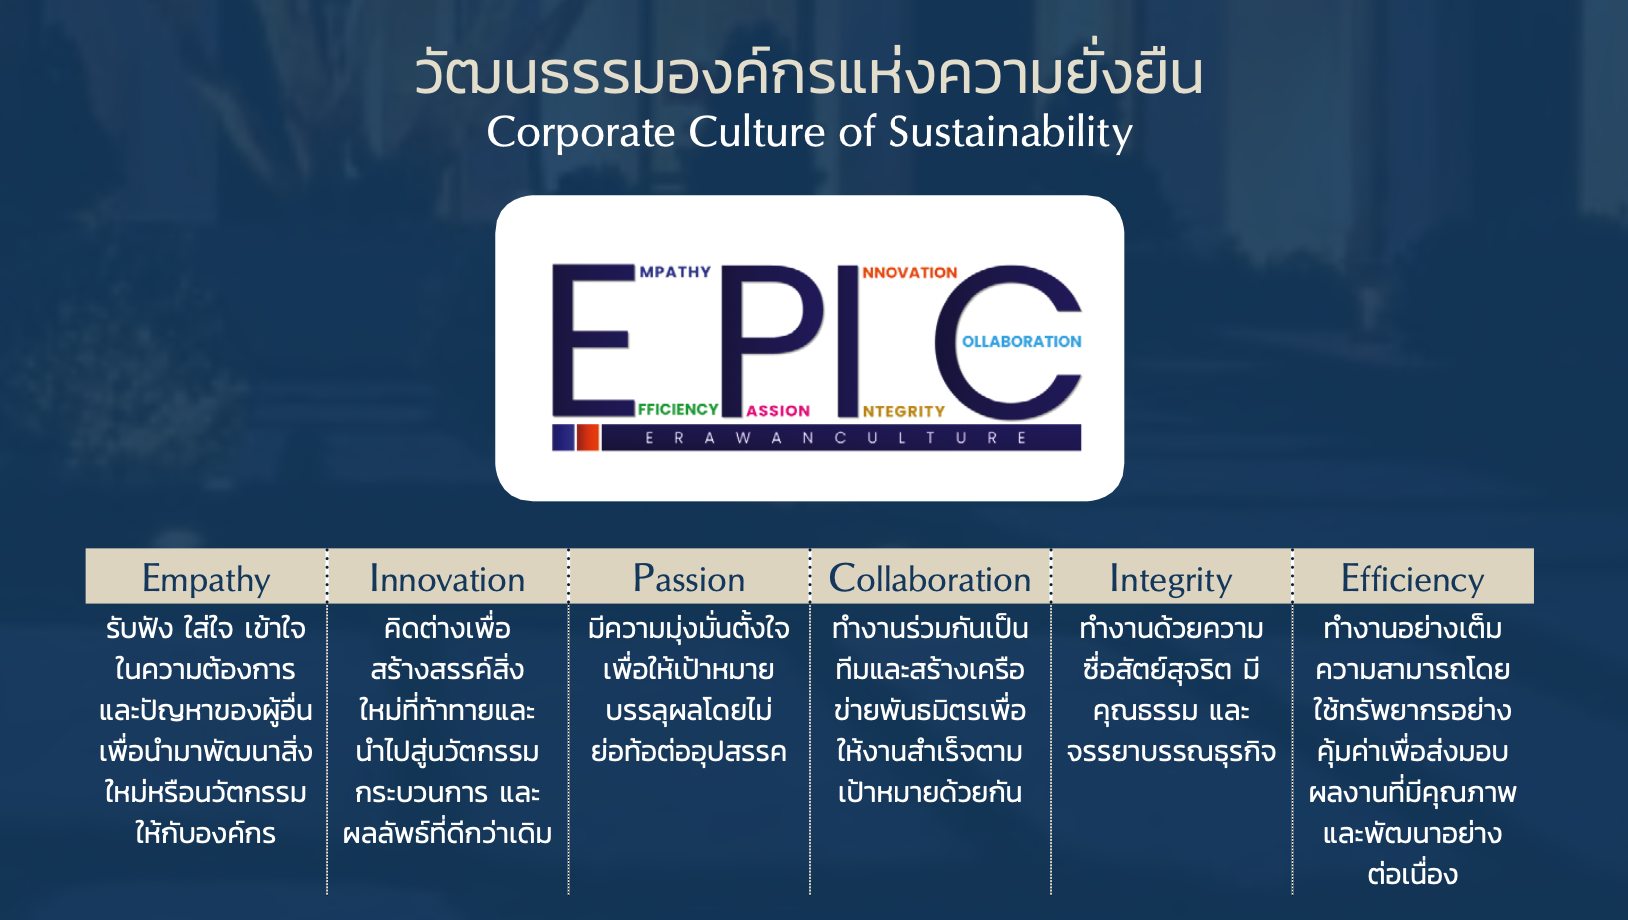 วัฒนธรรมองค์กรแห่งความยั่งยืน
Corporate Culture of Sustainability
EMPATHY
EFFICIENCY
PASSION
INNOVATION
INTEGRITY
COLLABORATION
ERAWANCULTURE
Empathy
รับฟัง ใส่ใจ เข้าใจ
ในความต้องการ
และปัญหาของผู้อื่น
เพื่อนำมาพัฒนาสิ่ง
ใหม่หรือนวัตกรรม
ให้กับองค์กร
Innovation
คิดต่างเพื่อ
สร้างสรรค์สิ่ง
ใหม่ที่ท้าทายและ
นำไปสู่นวัตกรรม
กระบวนการ และ
ผลลัพธ์ที่ดีกว่าเดิม
Passion
มีความมุ่งมั่นตั้งใจ
เพื่อให้เป้าหมาย
บรรลุผลโดยไม่
ย่อท้อต่ออุปสรรค
Collaboration
ทำงานร่วมกันเป็น
ทีมและสร้างเครือ
ข่ายพันธมิตรเพื่อ
ให้งานสำเร็จตาม
เป้าหมายด้วยกัน
Integrity
ทำงานด้วยความ
ซื่อสัตย์สุจริต มี
คุณธรรม และ
จรรยาบรรณธุรกิจ
Efficiency
ทำงานอย่างเต็ม
ความสามารถโดย
ใช้ทรัพยากรอย่าง
คุ้มค่าเพื่อส่งมอบ
ผลงานที่มีคุณภาพ
และพัฒนาอย่าง
ต่อเนื่อง